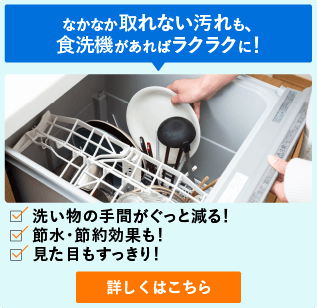 なかなか取れない汚れも、
食洗機があればラクラクに！
洗い物の手間がぐっと減る！
節水・節約効果も！
見た目もすっきり！
詳しくはこちら